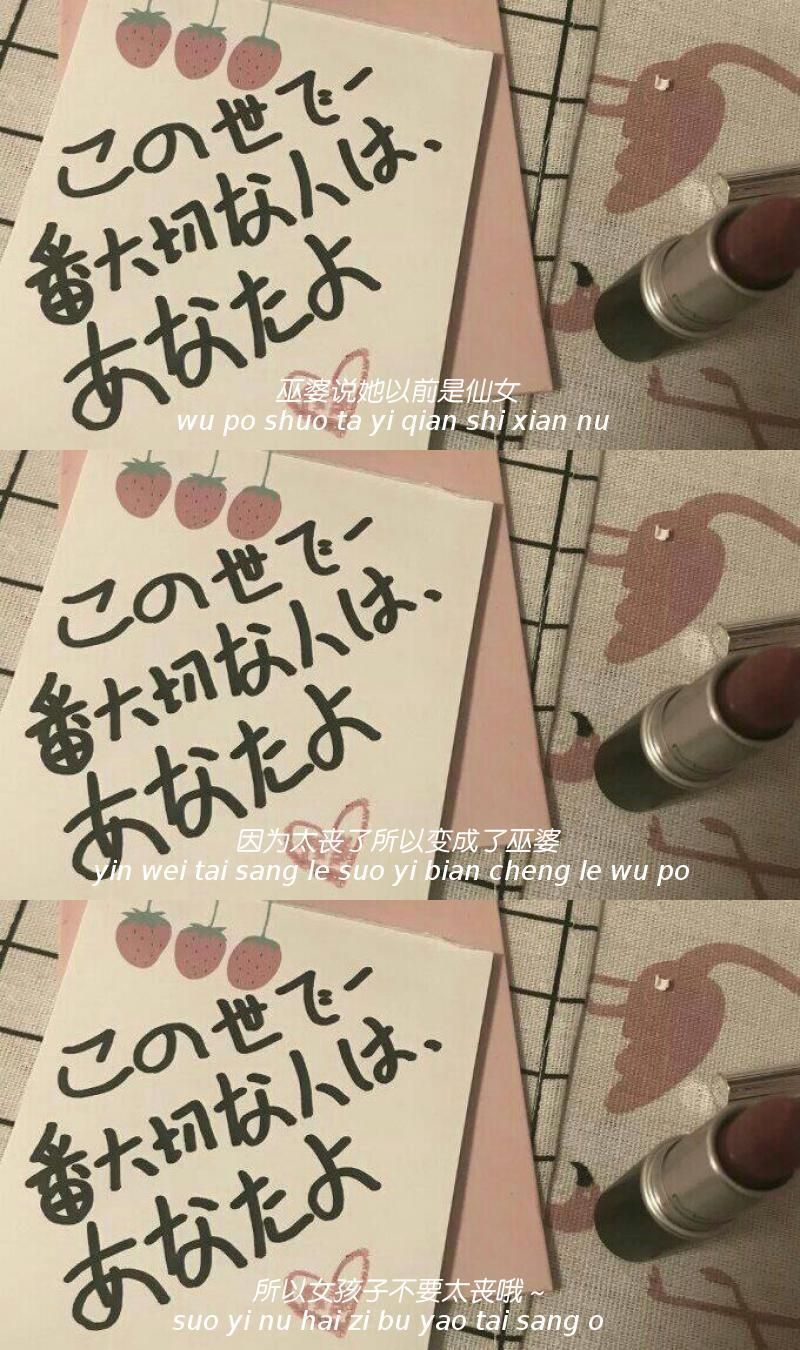 この世で一
番大切な人は、
あなたよ
巫婆说她以前是仙女
wu po shuo ta yi qian shi xian nu
この世で一
番大切な人は、
あなたよ
因为太丧了所以变成了巫婆
yin wei tai sang le suo yi bian cheng le wu po
この世で一
番大切な人は、
あなたよ
所以女孩子不要太丧哦~
suo yi nu hai zi bu yao tai sang o